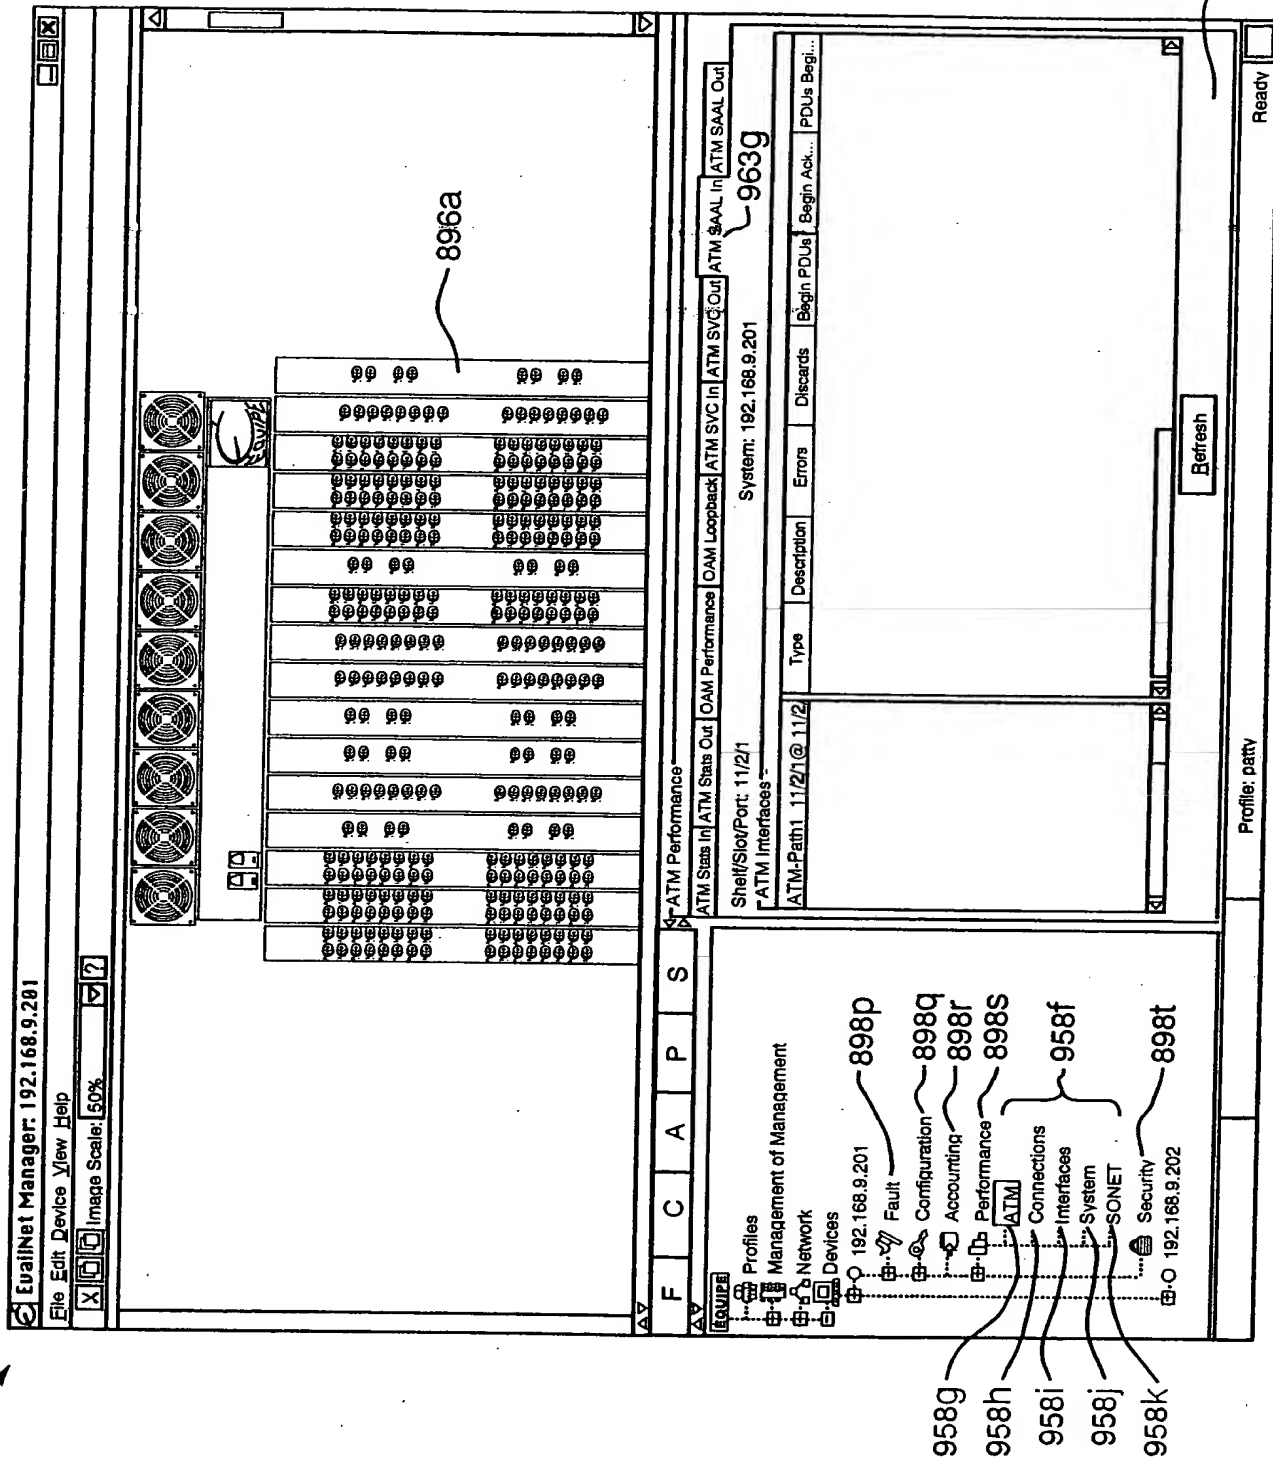 EuailNet Manager: 192.168.9.201
File Edit Device View Help
Image Scale: 50% ?
EQUIPE
896a
F C A P S
EQUIPE
Profiles
Management of Management
Network
Devices
192.168.9.201
Fault
Configuration
Accounting
Performance
ATM
Connections
Interfaces
System
SONET
Security
192.168.9.202
898p
898q
898r
898s
958f
898t
958g
958h
958i
958j
958k
ATM Performance
ATM Stats In ATM Stats Out OAM Performance OAM Loopback ATM SVC In ATM SVC Out ATM SAAL In ATM SAAL Out
963g
Shelf/Slot/Port: 11/2/1 System: 192.168.9.201
ATM Interfaces
ATM-Path1_11/2/1@ 11/2 Type Description Errors Discards Begin PDUs Begin Ack... PDUs Begi...
Refresh
Profile: patty Ready